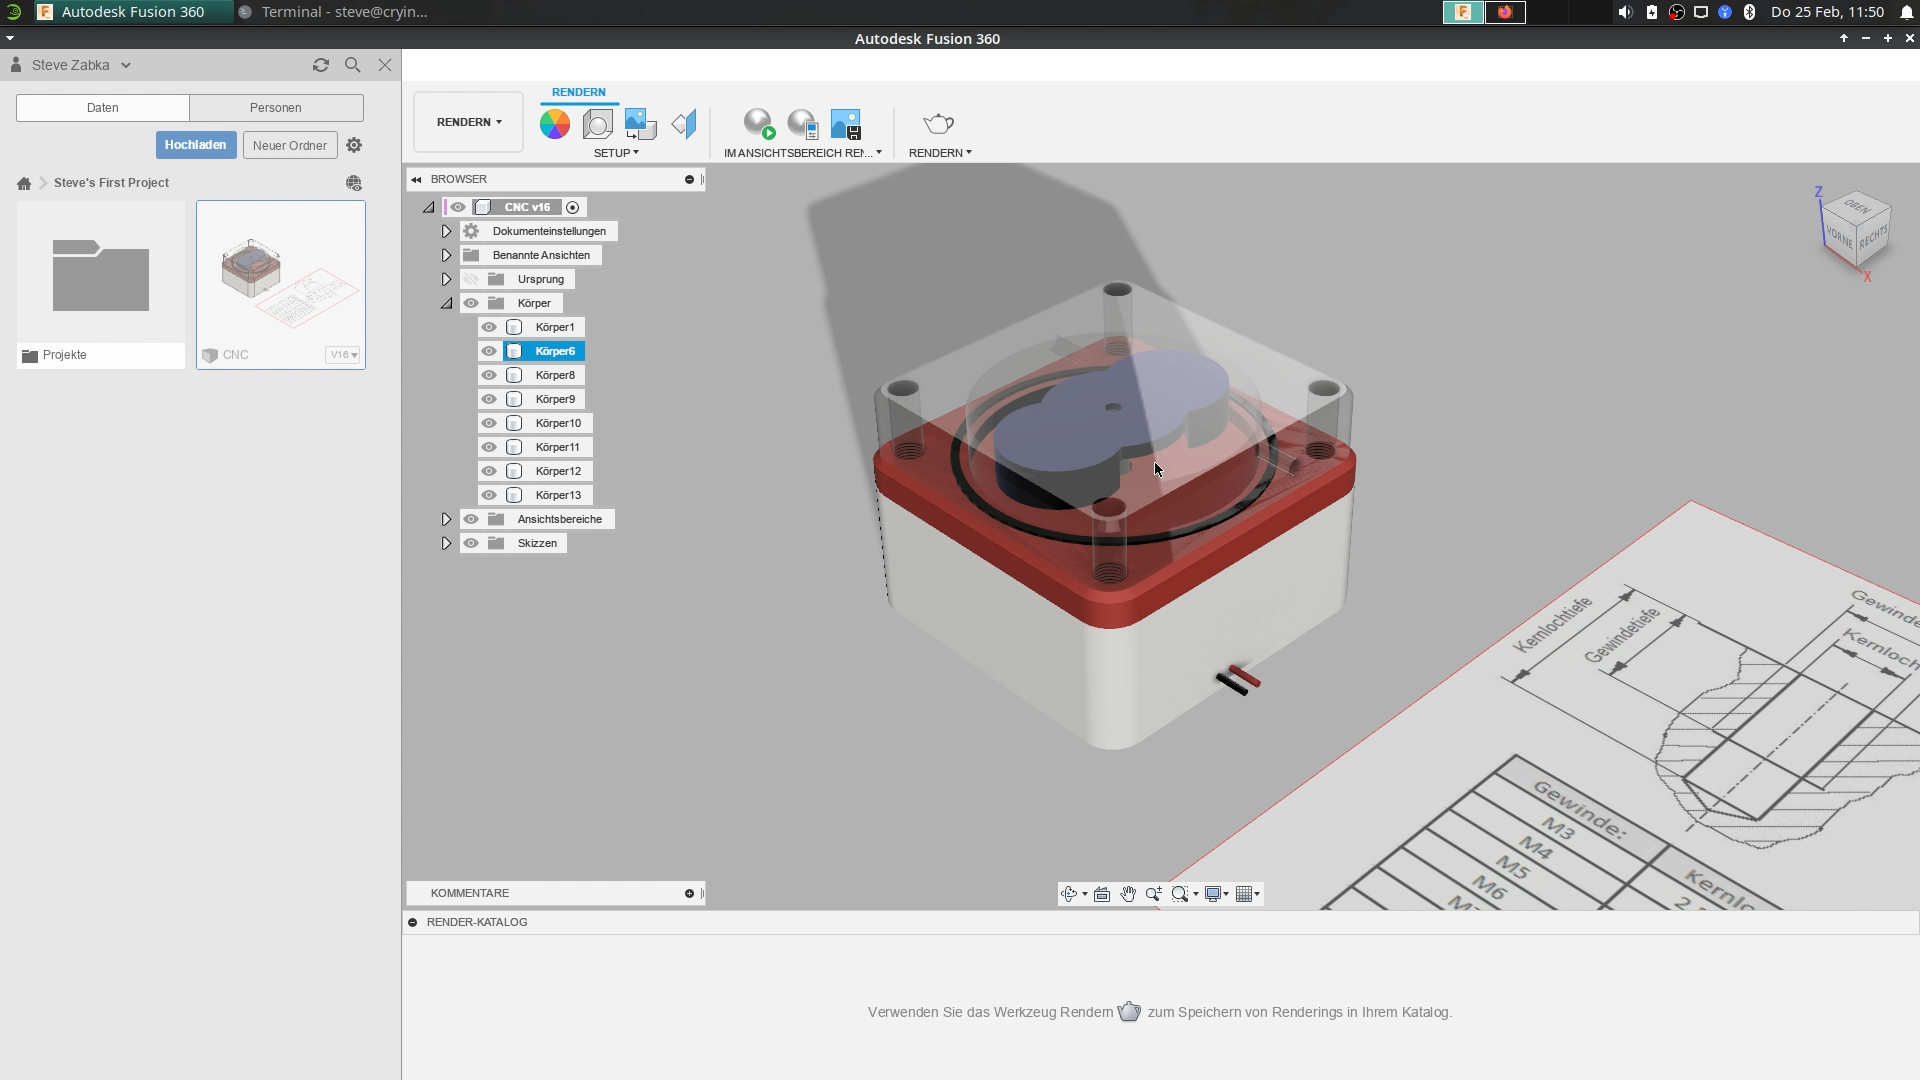 Autodesk Fusion 360
Terminal - steve@cryin...
Do 25 Feb, 11:50
Autodesk Fusion 360
Steve Zabka
Daten
Personen
Hochladen
Neuer Ordner
Steve's First Project
Projekte
CNC
V16
RENDERN
RENDERN
SETUP
IM ANSICHTSBEREICH REN...
RENDERN
BROWSER
CNC v16
Dokumenteinstellungen
Benannte Ansichten
Ursprung
Körper
Körper1
Körper6
Körper8
Körper9
Körper10
Körper11
Körper12
Körper13
Ansichtsbereiche
Skizzen
Z
OBEN
VORNE
RECHTS
X
Kernlochtiefe
Gewindetiefe
Gewinde
Kernloch
Gewinde:
M3
M4
M5
M6
Kernlo
KOMMENTARE
RENDER-KATALOG
Verwenden Sie das Werkzeug Rendern zum Speichern von Renderings in Ihrem Katalog.